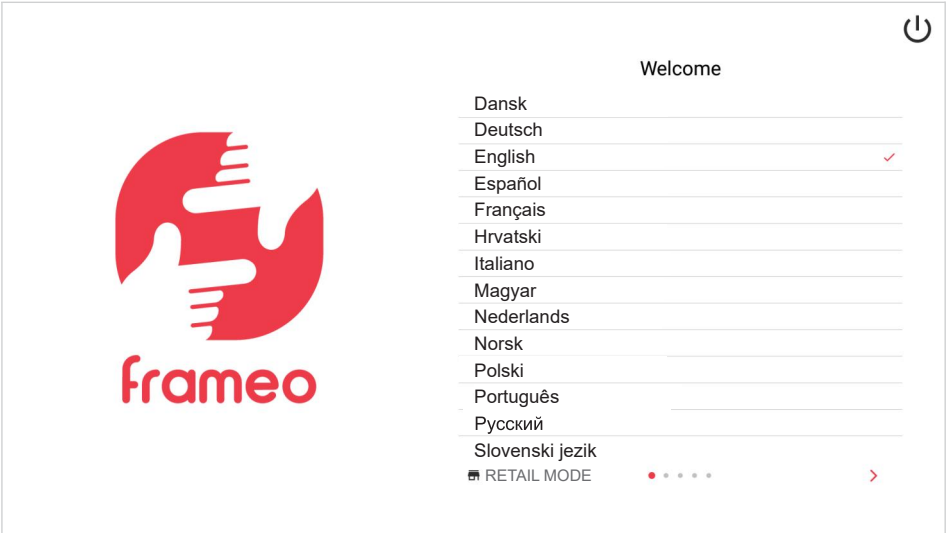 Welcome
Dansk
Deutsch
English
Español
Français
Hrvatski
Italiano
Magyar
Nederlands
Norsk
Polski
Português
Русский
Slovenski jezik
RETAIL MODE
frameo